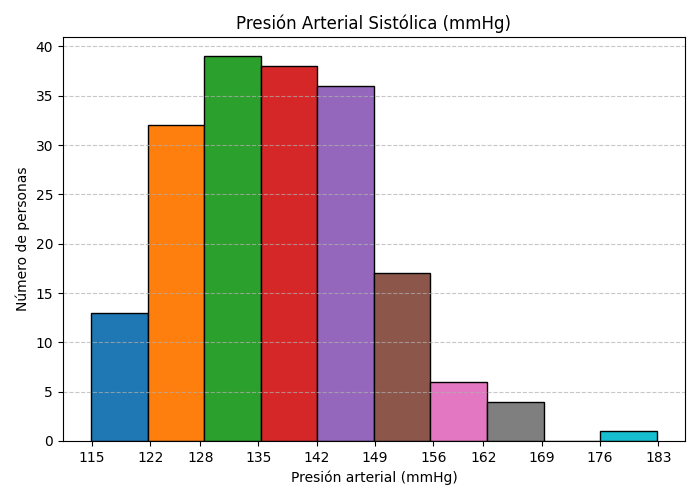 Presión Arterial Sistólica (mmHg)
Número de personas
40
35
30
25
20
15
10
5
0
115 122 128 135 142 149 156 162 169 176 183
Presión arterial (mmHg)